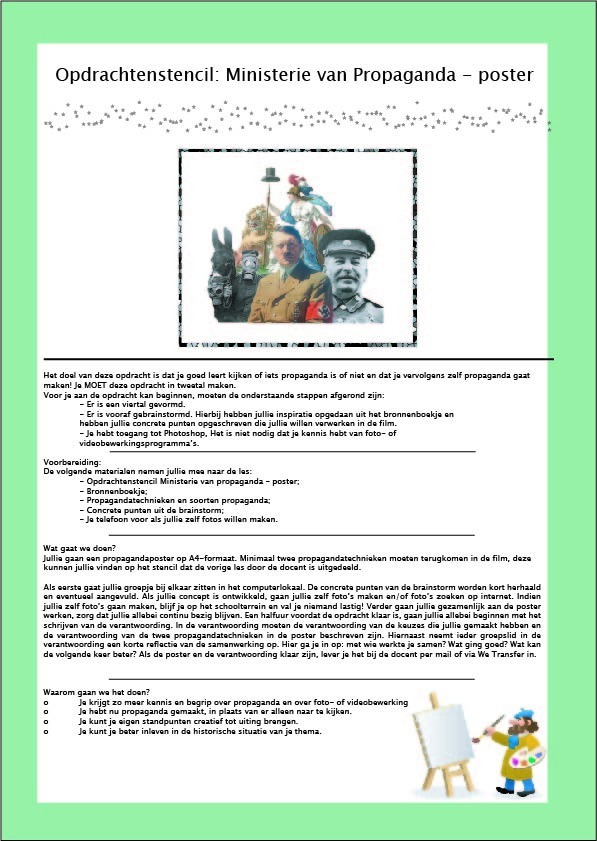 Opdrachtenstencil: Ministerie van Propaganda - poster
Het doel van deze opdracht is dat je goed leert kijken of iets propaganda is of niet en dat je vervolgens zelf propaganda gaat
maken! Je MOET deze opdracht in tweetal maken.
Voor je aan de opdracht kan beginnen, moeten de onderstaande stappen afgerond zijn:
- Er is een viertal gevormd.
- Er is vooraf gebrainstormd. Hierbij hebben jullie inspiratie opgedaan uit het bronnenboekje en
hebben jullie concrete punten opgeschreven die jullie willen verwerken in de film.
- Je hebt toegang tot Photoshop, Het is niet nodig dat je kennis hebt van foto- of
videobewerkingsprogramma's.
Voorbereiding:
De volgende materialen nemen jullie mee naar de les:
- Opdrachtenstencil Ministerie van propaganda - poster;
- Bronnenboekje;
- Propagandatechnieken en soorten propaganda;
- Concrete punten uit de brainstorm;
- Je telefoon voor als jullie zelf fotos willen maken.
Wat gaat we doen?
Jullie gaan een propagandaposter op A4-formaat. Minimaal twee propagandatechnieken moeten terugkomen in de film, deze
kunnen jullie vinden op het stencil dat de vorige les door de docent is uitgedeeld.
Als eerste gaat jullie groepje bij elkaar zitten in het computerlokaal. De concrete punten van de brainstorm worden kort herhaald
en eventueel aangevuld. Als jullie concept is ontwikkeld, gaan jullie zelf foto's maken en/of foto's zoeken op internet. Indien
jullie zelf foto's gaan maken, blijf je op het schoolterrein en val je niemand lastig! Verder gaan jullie gezamenlijk aan de poster
werken, zorg dat jullie allebei continu bezig blijven. Een halfuur voordat de opdracht klaar is, gaan jullie allebei beginnen met het
schrijven van de verantwoording. In de verantwoording moeten de verantwoording van de keuzes die jullie gemaakt hebben en
de verantwoording van de twee propagandatechnieken in de poster beschreven zijn. Hiernaast neemt ieder groepslid in de
verantwoording een korte reflectie van de samenwerking op. Hier ga je in op: met wie werkte je samen? Wat ging goed? Wat kan
de volgende keer beter? Als de poster en de verantwoording klaar zijn, lever je het bij de docent per mail of via We Transfer in.
Waarom gaan we het doen?
o Je krijgt zo meer kennis en begrip over propaganda en over foto- of videobewerking
o Je hebt nu propaganda gemaakt, in plaats van er alleen naar te kijken.
o Je kunt je eigen standpunten creatief tot uiting brengen.
o Je kunt je beter inleven in de historische situatie van je thema.